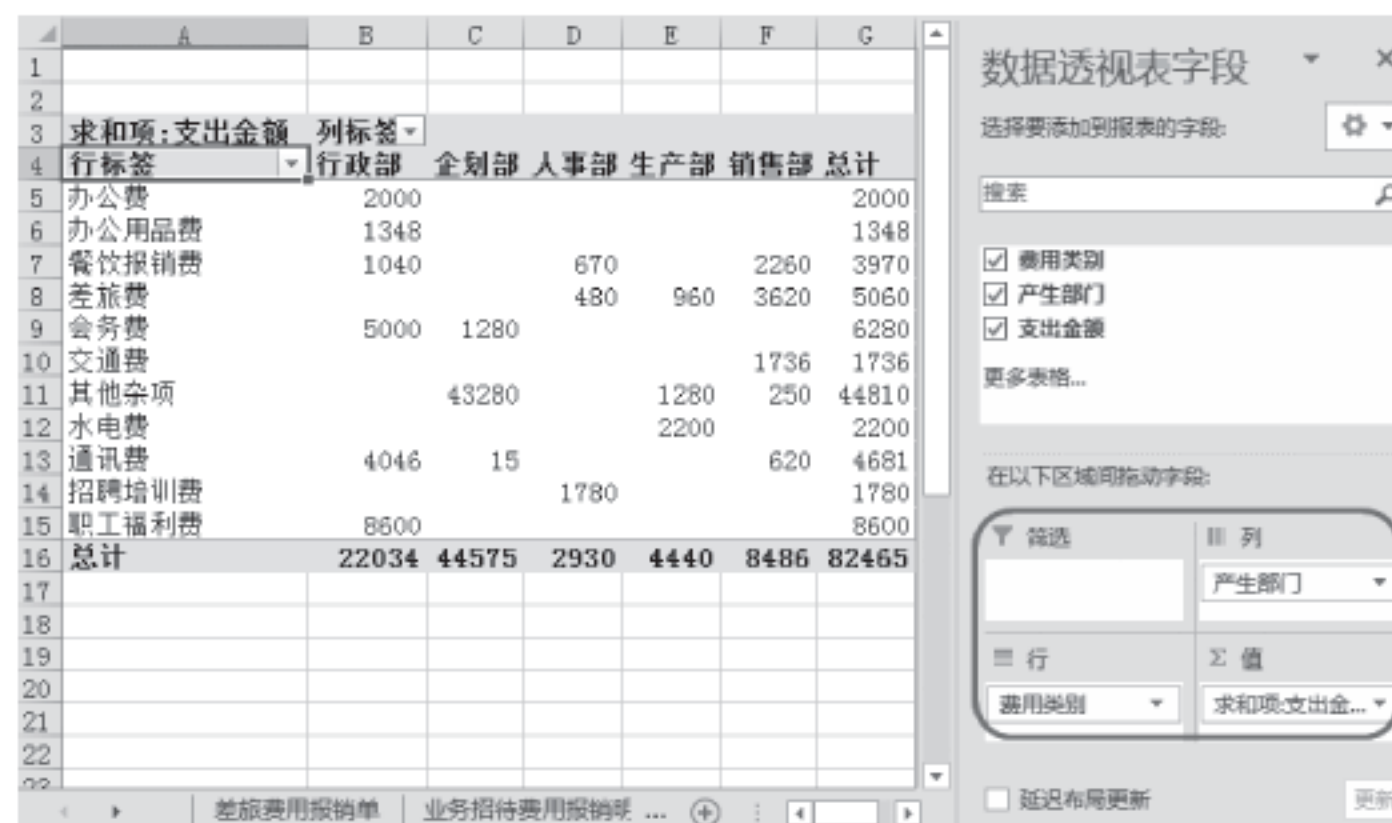 A B C D E F G
1
2
3 求和项:支出金额 列标签
4 行标签 行政部 企划部 人事部 生产部 销售部 总计
5 办公费 2000 2000
6 办公用品费 1348 1348
7 餐饮报销费 1040 670 2260 3970
8 差旅费 480 960 3620 5060
9 会务费 5000 1280 6280
10 交通费 1736 1736
11 其他杂项 43280 1280 250 44810
12 水电费 2200 2200
13 通讯费 4046 15 620 4681
14 招聘培训费 1780 1780
15 职工福利费 8600 8600
16 总计 22034 44575 2930 4440 8486 82465
17
18
19
20
21
22
差旅费用报销单 业务招待费用报销明 ...
数据透视表字段
选择要添加到报表的字段:
搜索
费用类别
产生部门
支出金额
更多表格...
在以下区域间拖动字段:
筛选 列
产生部门
行 Σ 值
费用类别 求和项:支出金...
延迟布局更新 更新